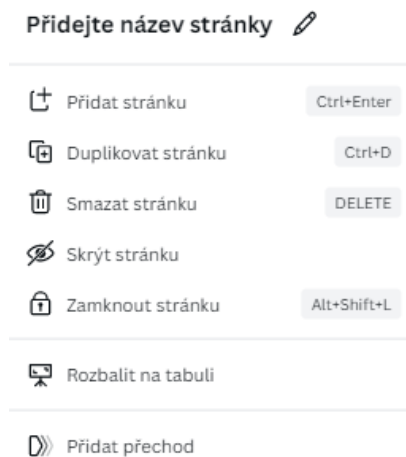 Přidejte název stránky
Přidat stránku Ctrl+Enter
Duplikovat stránku Ctrl+D
Smazat stránku DELETE
Skrýt stránku
Zamknout stránku Alt+Shift+L
Rozbalit na tabuli
Přidat přechod